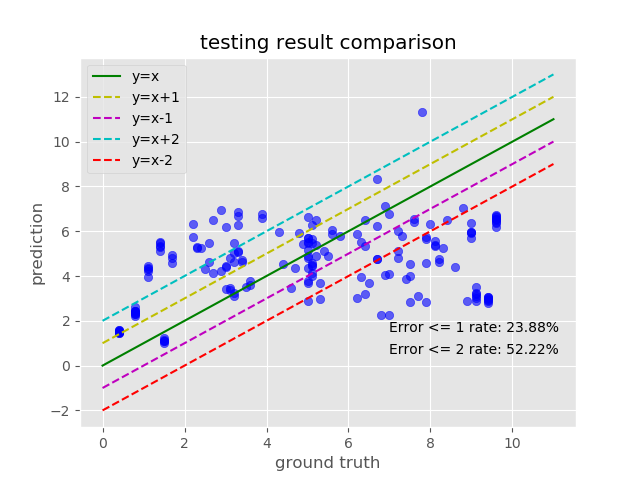 testing result comparison
y=x
y=x+1
y=x-1
y=x+2
y=x-2
12
10
8
6
4
2
0
−2
prediction
Error <= 1 rate: 23.88%
Error <= 2 rate: 52.22%
0 2 4 6 8 10
ground truth